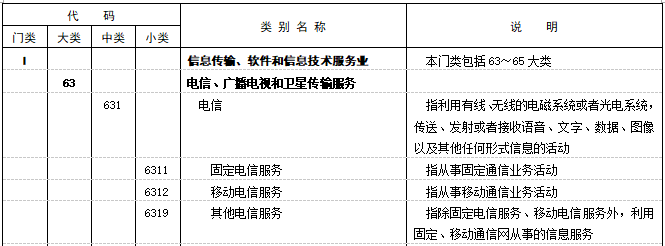 代 码
类 别 名 称
说 明
门类 大类 中类 小类
I 信息传输、软件和信息技术服务业 本门类包括63～65大类
63 电信、广播电视和卫星传输服务
631 电信 指利用有线、无线的电磁系统或者光电系统，
传送、发射或者接收语音、文字、数据、图像
以及其他任何形式信息的活动
6311 固定电信服务 指从事固定通信业务活动
6312 移动电信服务 指从事移动通信业务活动
6319 其他电信服务 指除固定电信服务、移动电信服务外，利用
固定、移动通信网从事的信息服务